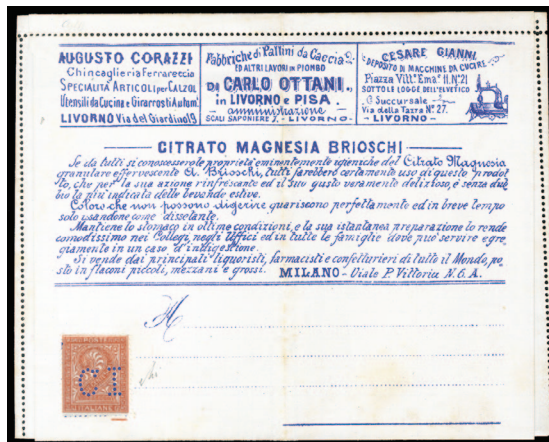 AUGUSTO CORAZZI
Chincaglieria Ferrareccia
SPECIALITÀ ARTICOLI PER CALZOL
Utensili da Cucina e Girarrosti Autom.
LIVORNO Via del Giardino 19
Fabbriche di Pallini da Caccia
ED ALTRI LAVORI IN PIOMBO
DI CARLO OTTANI.
in LIVORNO e PISA.
amministrazione
SCALI SAPONIERE 7. - LIVORNO -
CESARE GIANNI
DEPOSITO DI MACCHINE DA CUCIRE
Piazza Vitt. Ema. II. N. 21
SOTTO LE LOGGE DELL'ELVETICO
Succursale
Via della Tazza N. 27.
- LIVORNO -
CITRATO MAGNESIA BRIOSCHI
Se da tutti si conoscessero le proprietà eminentemente igieniche del Citrato Magnesia
granulare effervescente A. Brioschi, tutti farebbero certamente uso di questo prodot
to, che per la sua azione rinfrescante ed il suo gusto veramente delizioso, è senza dub
bio la più indicata delle bevande estive.
Coloro che non possono digerire guariscono perfettamente ed in breve tempo
solo usandone come dissetante.
Mantiene lo stomaco in ottime condizioni, e la sua istantanea preparazione lo rende
comodissimo nei Collegi, negli Uffici ed in tutte le famiglie dove può servire egre
giamente in un caso d'indigestione.
Si vende dai principali liquoristi, farmacisti e confetturieri di tutto il Mondo, po
sto in flaconi piccoli, mezzani e grossi. MILANO - Viale P. Vittoria N. 6. A.
A
POSTE
ITALIANE